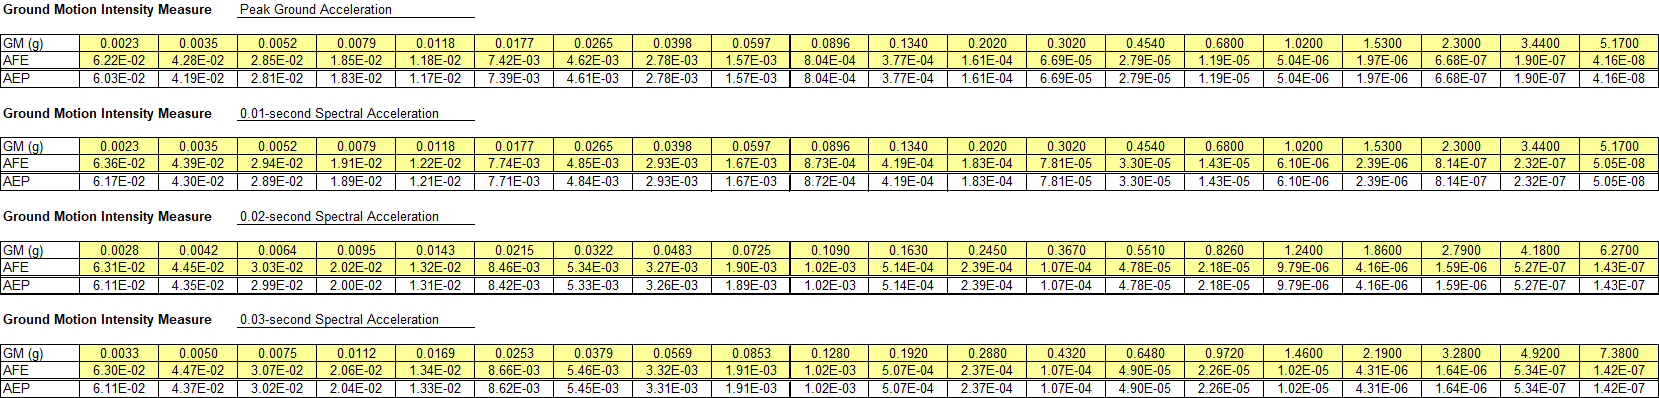 Ground Motion Intensity Measure Peak Ground Acceleration
GM (g) 0.0023 0.0035 0.0052 0.0079 0.0118 0.0177 0.0265 0.0398 0.0597 0.0896 0.1340 0.2020 0.3020 0.4540 0.6800 1.0200 1.5300 2.3000 3.4400 5.1700
AFE 6.22E-02 4.28E-02 2.85E-02 1.85E-02 1.18E-02 7.42E-03 4.62E-03 2.78E-03 1.57E-03 8.04E-04 3.77E-04 1.61E-04 6.69E-05 2.79E-05 1.19E-05 5.04E-06 1.97E-06 6.68E-07 1.90E-07 4.16E-08
AEP 6.03E-02 4.19E-02 2.81E-02 1.83E-02 1.17E-02 7.39E-03 4.61E-03 2.78E-03 1.57E-03 8.04E-04 3.77E-04 1.61E-04 6.69E-05 2.79E-05 1.19E-05 5.04E-06 1.97E-06 6.68E-07 1.90E-07 4.16E-08
Ground Motion Intensity Measure 0.01-second Spectral Acceleration
GM (g) 0.0023 0.0035 0.0052 0.0079 0.0118 0.0177 0.0265 0.0398 0.0597 0.0896 0.1340 0.2020 0.3020 0.4540 0.6800 1.0200 1.5300 2.3000 3.4400 5.1700
AFE 6.36E-02 4.39E-02 2.94E-02 1.91E-02 1.22E-02 7.74E-03 4.85E-03 2.93E-03 1.67E-03 8.73E-04 4.19E-04 1.83E-04 7.81E-05 3.30E-05 1.43E-05 6.10E-06 2.39E-06 8.14E-07 2.32E-07 5.05E-08
AEP 6.17E-02 4.30E-02 2.89E-02 1.89E-02 1.21E-02 7.71E-03 4.84E-03 2.93E-03 1.67E-03 8.72E-04 4.19E-04 1.83E-04 7.81E-05 3.30E-05 1.43E-05 6.10E-06 2.39E-06 8.14E-07 2.32E-07 5.05E-08
Ground Motion Intensity Measure 0.02-second Spectral Acceleration
GM (g) 0.0028 0.0042 0.0064 0.0095 0.0143 0.0215 0.0322 0.0483 0.0725 0.1090 0.1630 0.2450 0.3670 0.5510 0.8260 1.2400 1.8600 2.7900 4.1800 6.2700
AFE 6.31E-02 4.45E-02 3.03E-02 2.02E-02 1.32E-02 8.46E-03 5.34E-03 3.27E-03 1.90E-03 1.02E-03 5.14E-04 2.39E-04 1.07E-04 4.78E-05 2.18E-05 9.79E-06 4.16E-06 1.59E-06 5.27E-07 1.43E-07
AEP 6.11E-02 4.35E-02 2.99E-02 2.00E-02 1.31E-02 8.42E-03 5.33E-03 3.26E-03 1.89E-03 1.02E-03 5.14E-04 2.39E-04 1.07E-04 4.78E-05 2.18E-05 9.79E-06 4.16E-06 1.59E-06 5.27E-07 1.43E-07
Ground Motion Intensity Measure 0.03-second Spectral Acceleration
GM (g) 0.0033 0.0050 0.0075 0.0112 0.0169 0.0253 0.0379 0.0569 0.0853 0.1280 0.1920 0.2880 0.4320 0.6480 0.9720 1.4600 2.1900 3.2800 4.9200 7.3800
AFE 6.30E-02 4.47E-02 3.07E-02 2.06E-02 1.34E-02 8.66E-03 5.46E-03 3.32E-03 1.91E-03 1.02E-03 5.07E-04 2.37E-04 1.07E-04 4.90E-05 2.26E-05 1.02E-05 4.31E-06 1.64E-06 5.34E-07 1.42E-07
AEP 6.11E-02 4.37E-02 3.02E-02 2.04E-02 1.33E-02 8.62E-03 5.45E-03 3.31E-03 1.91E-03 1.02E-03 5.07E-04 2.37E-04 1.07E-04 4.90E-05 2.26E-05 1.02E-05 4.31E-06 1.64E-06 5.34E-07 1.42E-07